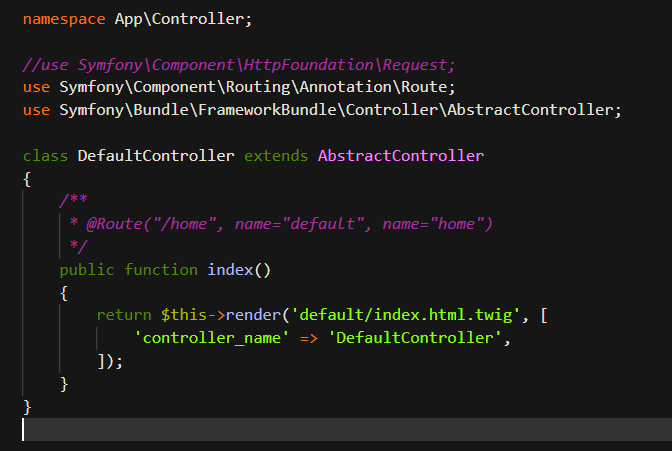 namespace App\Controller;
//use Symfony\Component\HttpFoundation\Request;
use Symfony\Component\Routing\Annotation\Route;
use Symfony\Bundle\FrameworkBundle\Controller\AbstractController;
class DefaultController extends AbstractController
{
/**
* @Route("/home", name="default", name="home")
*/
public function index()
{
return $this->render('default/index.html.twig', [
'controller_name' => 'DefaultController',
]);
}
}